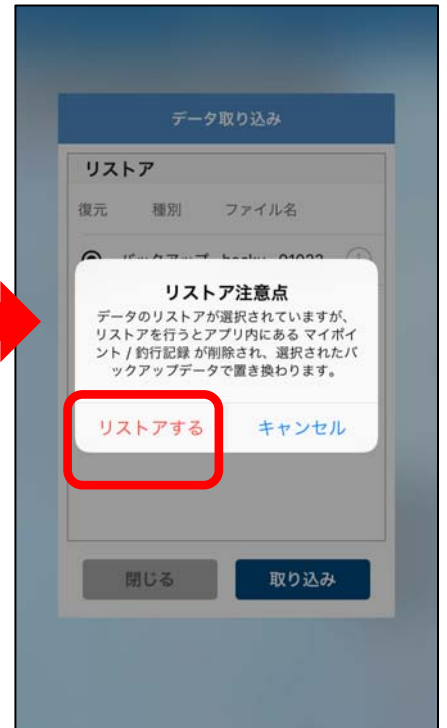 データ取り込み
リストア
復元 種別 ファイル名
リストア注意点
データのリストアが選択されていますが、
リストアを行うとアプリ内にある マイポイ
ント / 釣行記録 が削除され、選択されたバ
ックアップデータで置き換わります。
リストアする キャンセル
閉じる 取り込み